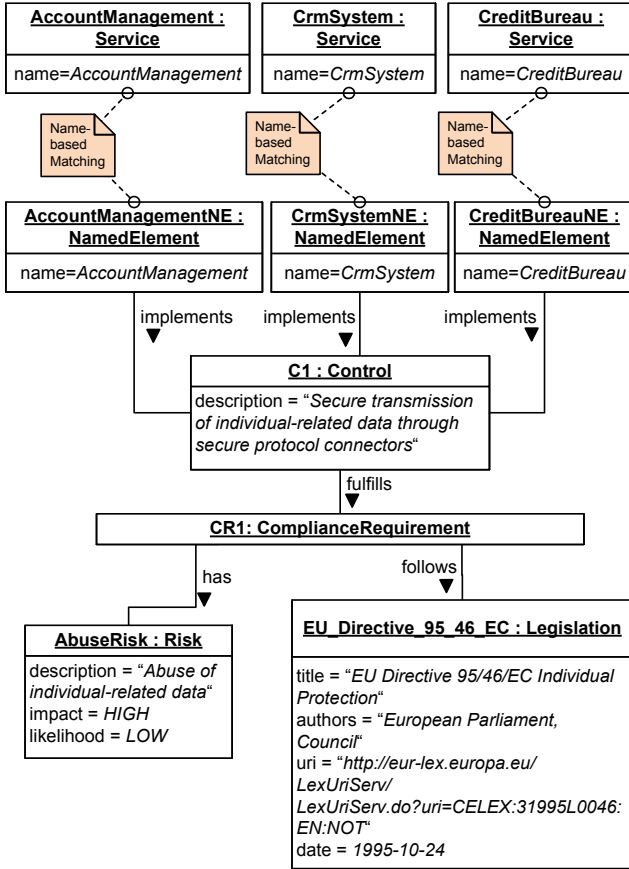 AccountManagement :
Service
name=AccountManagement
CrmSystem :
Service
name=CrmSystem
CreditBureau :
Service
name=CreditBureau
Name-
based
Matching
Name-
based
Matching
Name-
based
Matching
AccountManagementNE :
NamedElement
name=AccountManagement
CrmSystemNE :
NamedElement
name=CrmSystem
CreditBureauNE :
NamedElement
name=CreditBureau
implements
implements
implements
C1 : Control
description = “Secure transmission
of individual-related data through
secure protocol connectors“
fulfills
CR1: ComplianceRequirement
has
follows
AbuseRisk : Risk
description = “Abuse of
individual-related data“
impact = HIGH
likelihood = LOW
EU_Directive_95_46_EC : Legislation
title = “EU Directive 95/46/EC Individual
Protection“
authors = “European Parliament,
Council“
uri = “http://eur-lex.europa.eu/
LexUriServ/
LexUriServ.do?uri=CELEX:31995L0046:
EN:NOT“
date = 1995-10-24